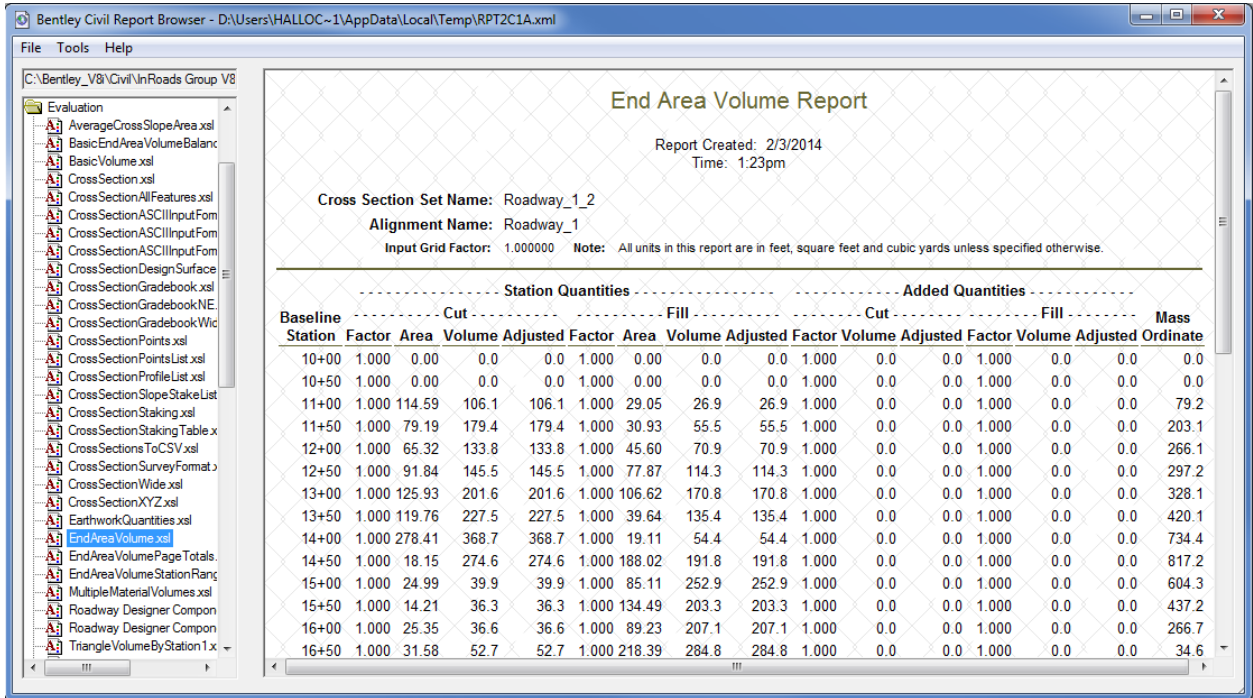 Bentley Civil Report Browser - D:\Users\HALLOC~1\AppData\Local\Temp\RPT2C1A.xml
File Tools Help
C:\Bentley_V8i\Civil\InRoads Group V8
Evaluation
AverageCrossSlopeArea.xsl
BasicEndAreaVolumeBalanc
BasicVolume.xsl
CrossSection.xsl
CrossSectionAllFeatures.xsl
CrossSectionASCIIInputForm
CrossSectionASCIIInputForm
CrossSectionASCIIInputForm
CrossSectionDesignSurface
CrossSectionGradebook.xsl
CrossSectionGradebookNE.
CrossSectionGradebookWid
CrossSectionPoints.xsl
CrossSectionPointsList.xsl
CrossSectionProfileList.xsl
CrossSectionSlopeStakeList
CrossSectionStaking.xsl
CrossSectionStakingTable.x
CrossSectionsToCSV.xsl
CrossSectionSurveyFormat.x
CrossSectionWide.xsl
CrossSectionXYZ.xsl
EarthworkQuantities.xsl
EndAreaVolume.xsl
EndAreaVolumePageTotals.
EndAreaVolumeStationRang
MultipleMaterialVolumes.xsl
Roadway Designer Compon
Roadway Designer Compon
TriangleVolumeByStation1.x
End Area Volume Report
Report Created: 2/3/2014
Time: 1:23pm
Cross Section Set Name: Roadway_1_2
Alignment Name: Roadway_1
Input Grid Factor: 1.000000 Note: All units in this report are in feet, square feet and cubic yards unless specified otherwise.
- - - - - - - - - - - - - - - - Station Quantities - - - - - - - - - - - - - - - - - - - - - - - - - - - - Added Quantities - - - - - - - - - - - -
Baseline - - - - - - - - - - Cut - - - - - - - - - - - - - - - - - - Fill - - - - - - - - - - - - - - - - Cut - - - - - - - - - - - - - - - - Fill - - - - - - - - Mass
Station Factor Area Volume Adjusted Factor Area Volume Adjusted Factor Volume Adjusted Factor Volume Adjusted Ordinate
10+00 1.000 0.00 0.0 0.0 1.000 0.00 0.0 0.0 1.000 0.0 0.0 1.000 0.0 0.0 0.0
10+50 1.000 0.00 0.0 0.0 1.000 0.00 0.0 0.0 1.000 0.0 0.0 1.000 0.0 0.0 0.0
11+00 1.000 114.59 106.1 106.1 1.000 29.05 26.9 26.9 1.000 0.0 0.0 1.000 0.0 0.0 79.2
11+50 1.000 79.19 179.4 179.4 1.000 30.93 55.5 55.5 1.000 0.0 0.0 1.000 0.0 0.0 203.1
12+00 1.000 65.32 133.8 133.8 1.000 45.60 70.9 70.9 1.000 0.0 0.0 1.000 0.0 0.0 266.1
12+50 1.000 91.84 145.5 145.5 1.000 77.87 114.3 114.3 1.000 0.0 0.0 1.000 0.0 0.0 297.2
13+00 1.000 125.93 201.6 201.6 1.000 106.62 170.8 170.8 1.000 0.0 0.0 1.000 0.0 0.0 328.1
13+50 1.000 119.76 227.5 227.5 1.000 39.64 135.4 135.4 1.000 0.0 0.0 1.000 0.0 0.0 420.1
14+00 1.000 278.41 368.7 368.7 1.000 19.11 54.4 54.4 1.000 0.0 0.0 1.000 0.0 0.0 734.4
14+50 1.000 18.15 274.6 274.6 1.000 188.02 191.8 191.8 1.000 0.0 0.0 1.000 0.0 0.0 817.2
15+00 1.000 24.99 39.9 39.9 1.000 85.11 252.9 252.9 1.000 0.0 0.0 1.000 0.0 0.0 604.3
15+50 1.000 14.21 36.3 36.3 1.000 134.49 203.3 203.3 1.000 0.0 0.0 1.000 0.0 0.0 437.2
16+00 1.000 25.35 36.6 36.6 1.000 89.23 207.1 207.1 1.000 0.0 0.0 1.000 0.0 0.0 266.7
16+50 1.000 31.58 52.7 52.7 1.000 218.39 284.8 284.8 1.000 0.0 0.0 1.000 0.0 0.0 34.6